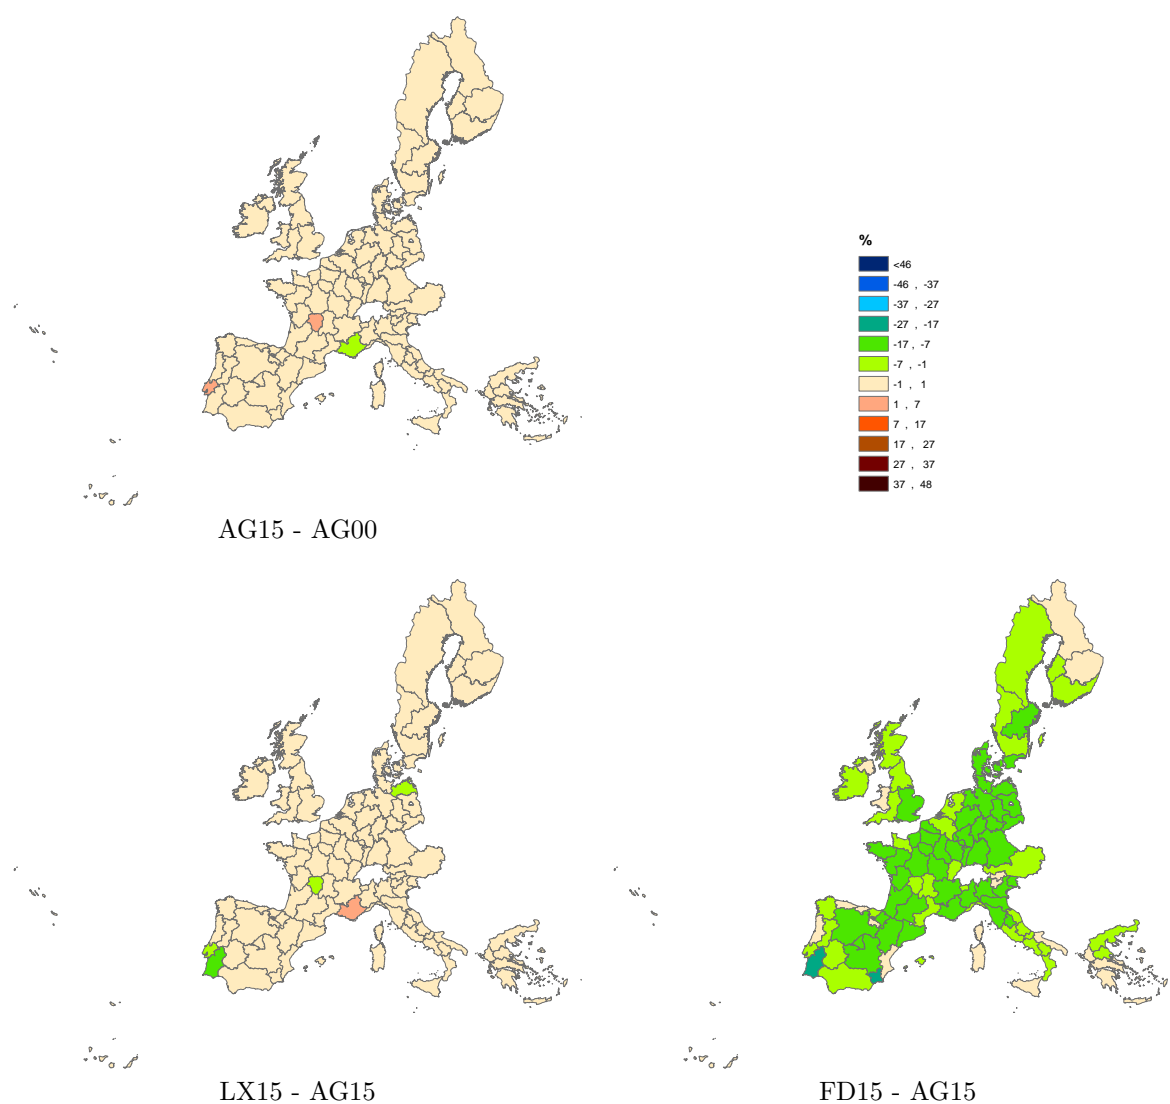 %
<46
-46 , -37
-37 , -27
-27 , -17
-17 , -7
-7 , -1
-1 , 1
1 , 7
7 , 17
17 , 27
27 , 37
37 , 48
AG15 - AG00
LX15 - AG15
FD15 - AG15